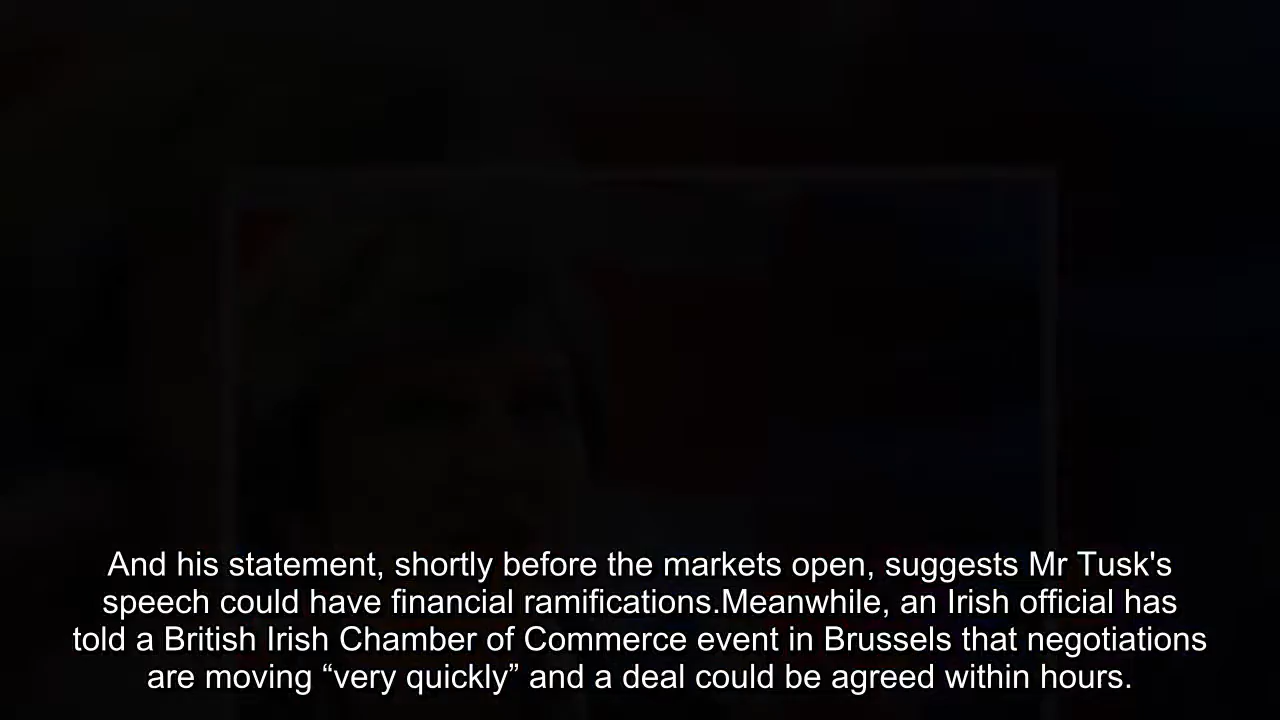 And his statement, shortly before the markets open, suggests Mr Tusk's
speech could have financial ramifications.Meanwhile, an Irish official has
told a British Irish Chamber of Commerce event in Brussels that negotiations
are moving “very quickly” and a deal could be agreed within hours.